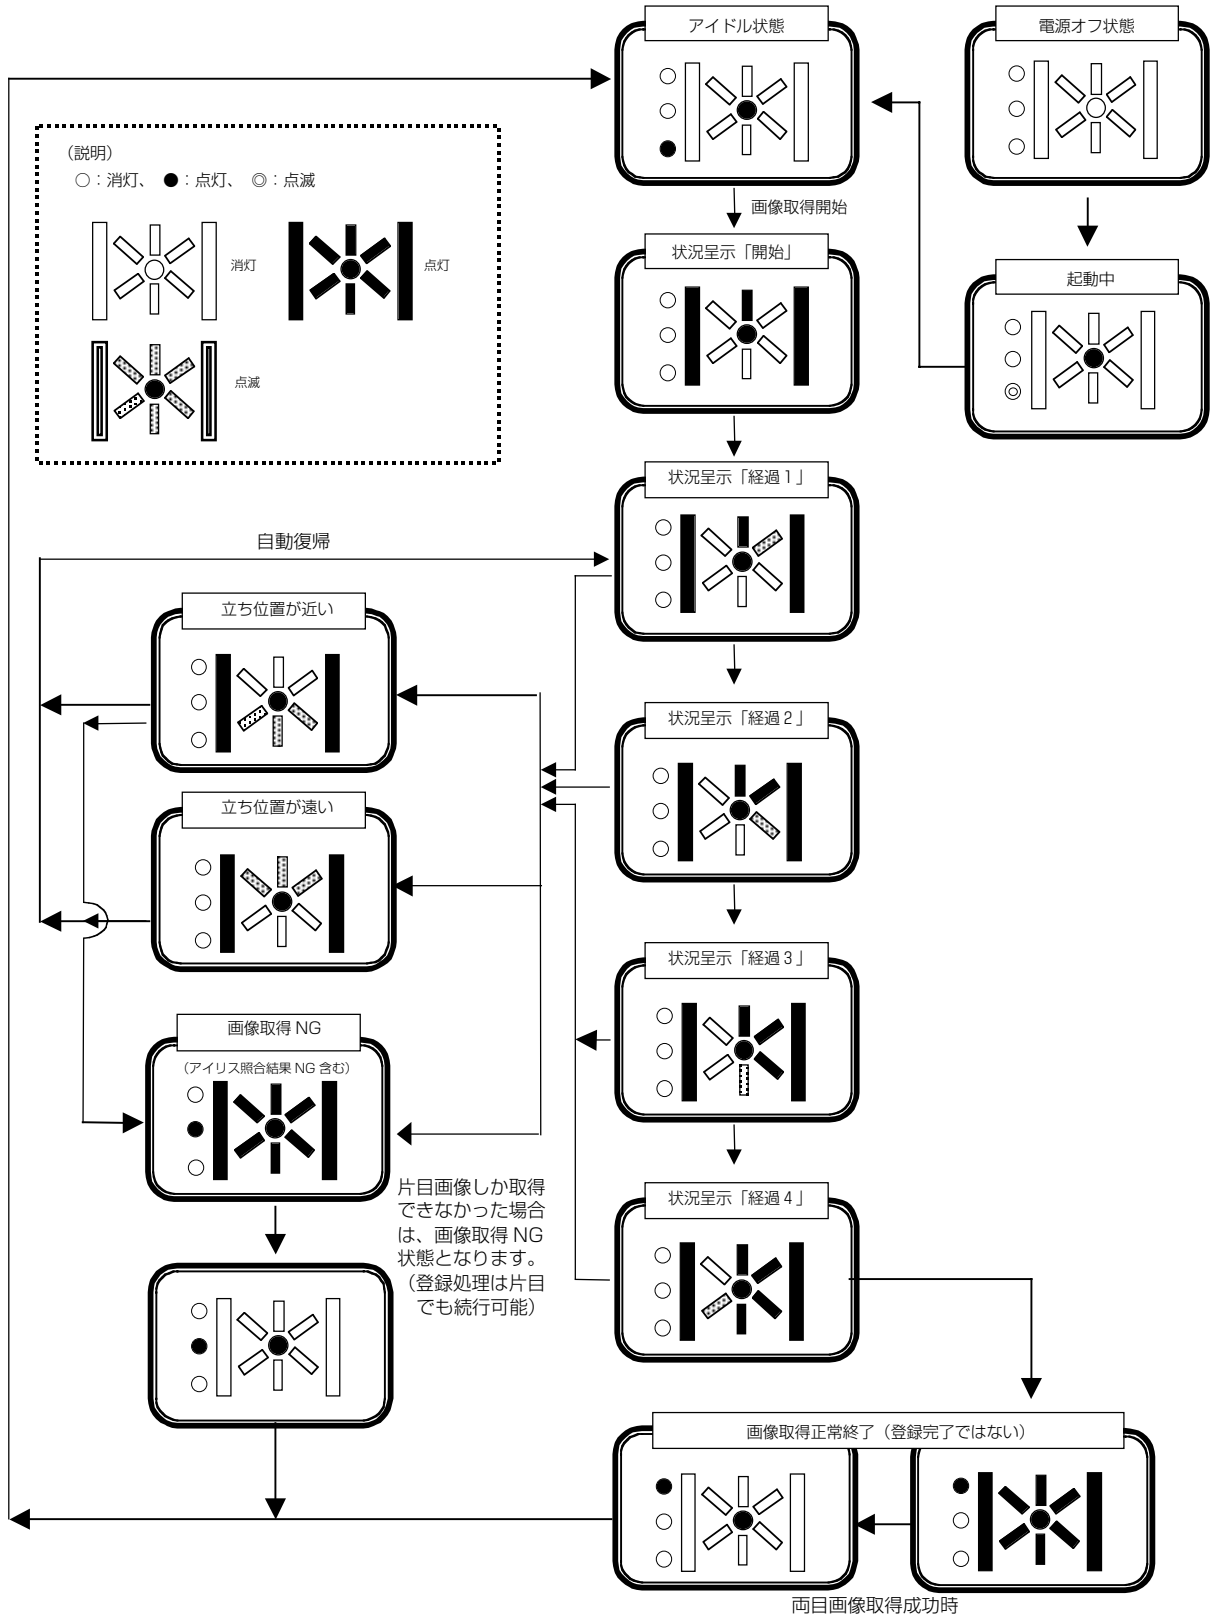 アイドル状態
電源オフ状態
（説明）
○：消灯、 ●：点灯、 ◎：点滅
画像取得開始
状況呈示「開始」
消灯
点灯
起動中
点滅
状況呈示「経過１」
自動復帰
立ち位置が近い
状況呈示「経過２」
立ち位置が遠い
状況呈示「経過３」
画像取得 NG
（アイリス照合結果 NG 含む）
片目画像しか取得
できなかった場合
は、画像取得 NG
状態となります。
（登録処理は片目
でも続行可能）
状況呈示「経過４」
画像取得正常終了（登録完了ではない）
両目画像取得成功時